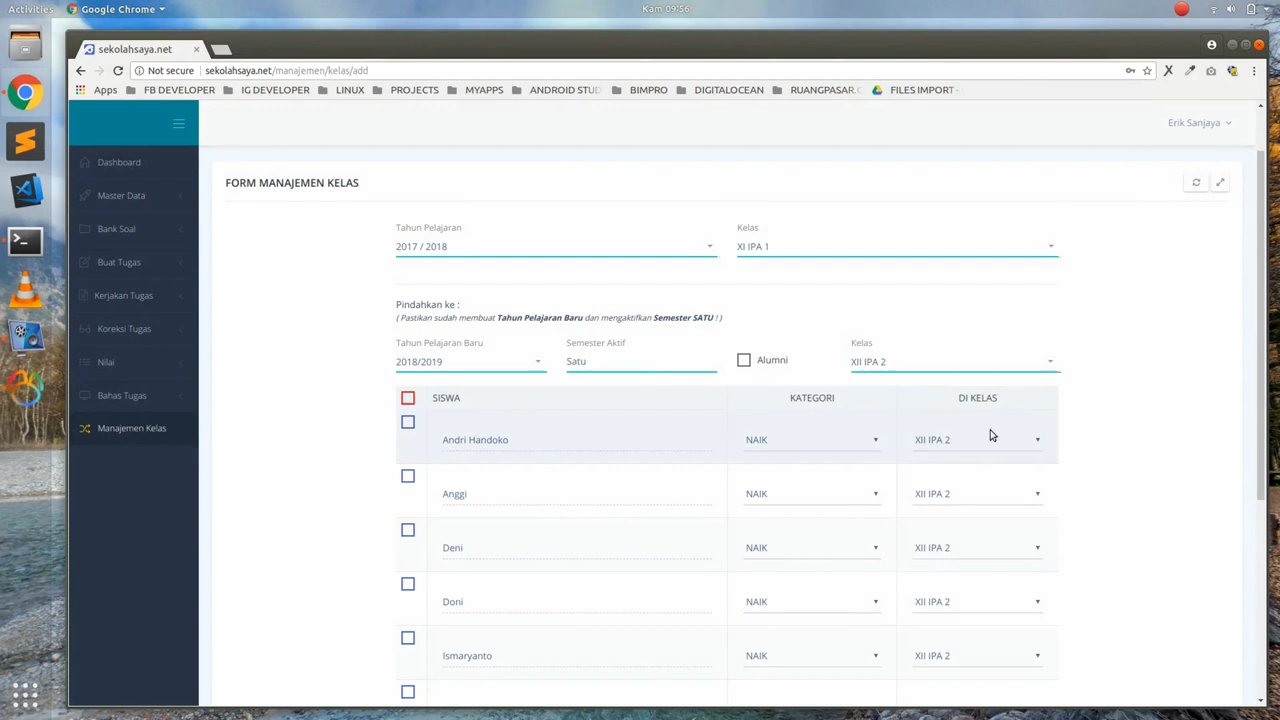 Activities
Google Chrome
Kam 09:56
sekolahsaya.net
Not secure
sekolahsaya.net/manajemen/kelas/add
Apps
FB DEVELOPER
IG DEVELOPER
LINUX
PROJECTS
MYAPPS
ANDROID STUD
BIMPRO
DIGITALOCEAN
RUANGPASAR.C
FILES IMPORT -
Erik Sanjaya
Dashboard
Master Data
Bank Soal
Buat Tugas
Kerjakan Tugas
Koreksi Tugas
Nilai
Bahas Tugas
Manajemen Kelas
FORM MANAJEMEN KELAS
Tahun Pelajaran
Kelas
2017 / 2018
XI IPA 1
Pindahkan ke :
( Pastikan sudah membuat Tahun Pelajaran Baru dan mengaktifkan Semester SATU ! )
Tahun Pelajaran Baru
Semester Aktif
Kelas
2018/2019
Satu
Alumni
XII IPA 2
SISWA
KATEGORI
DI KELAS
Andri Handoko
NAIK
XII IPA 2
Anggi
NAIK
XII IPA 2
Deni
NAIK
XII IPA 2
Doni
NAIK
XII IPA 2
Ismaryanto
NAIK
XII IPA 2